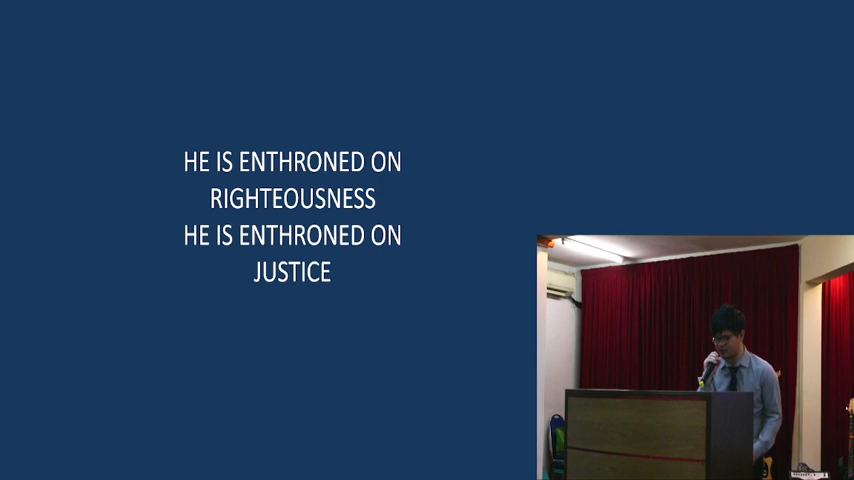 HE IS ENTHRONED ON
RIGHTEOUSNESS
HE IS ENTHRONED ON
JUSTICE